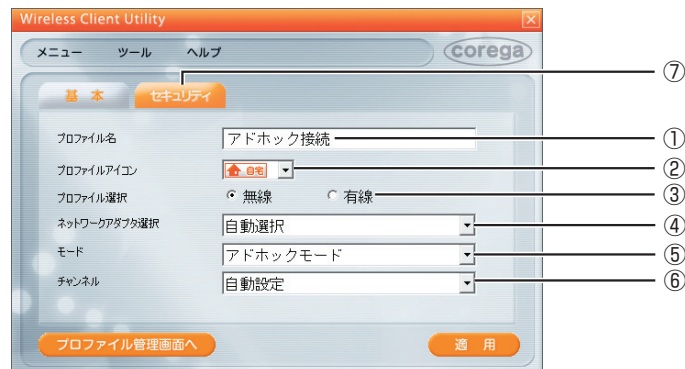 Wireless Client Utility
メニュー ツール ヘルプ corega
基 本 セキュリティ ⑦
プロファイル名 アドホック接続 ①
プロファイルアイコン 自宅 ②
プロファイル選択 無線 有線 ③
ネットワークアダプタ選択 自動選択 ④
モード アドホックモード ⑤
チャンネル 自動設定 ⑥
プロファイル管理画面へ 適 用